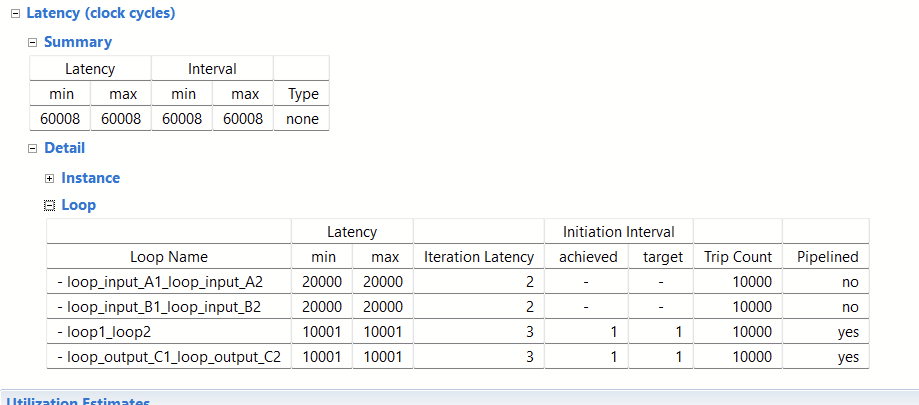 Latency (clock cycles)
Summary
Latency Interval
min max min max Type
60008 60008 60008 60008 none
Detail
Instance
Loop
Latency Initiation Interval
Loop Name min max Iteration Latency achieved target Trip Count Pipelined
- loop_input_A1_loop_input_A2 20000 20000 2 - - 10000 no
- loop_input_B1_loop_input_B2 20000 20000 2 - - 10000 no
- loop1_loop2 10001 10001 3 1 1 10000 yes
- loop_output_C1_loop_output_C2 10001 10001 3 1 1 10000 yes
Utilization Estimates